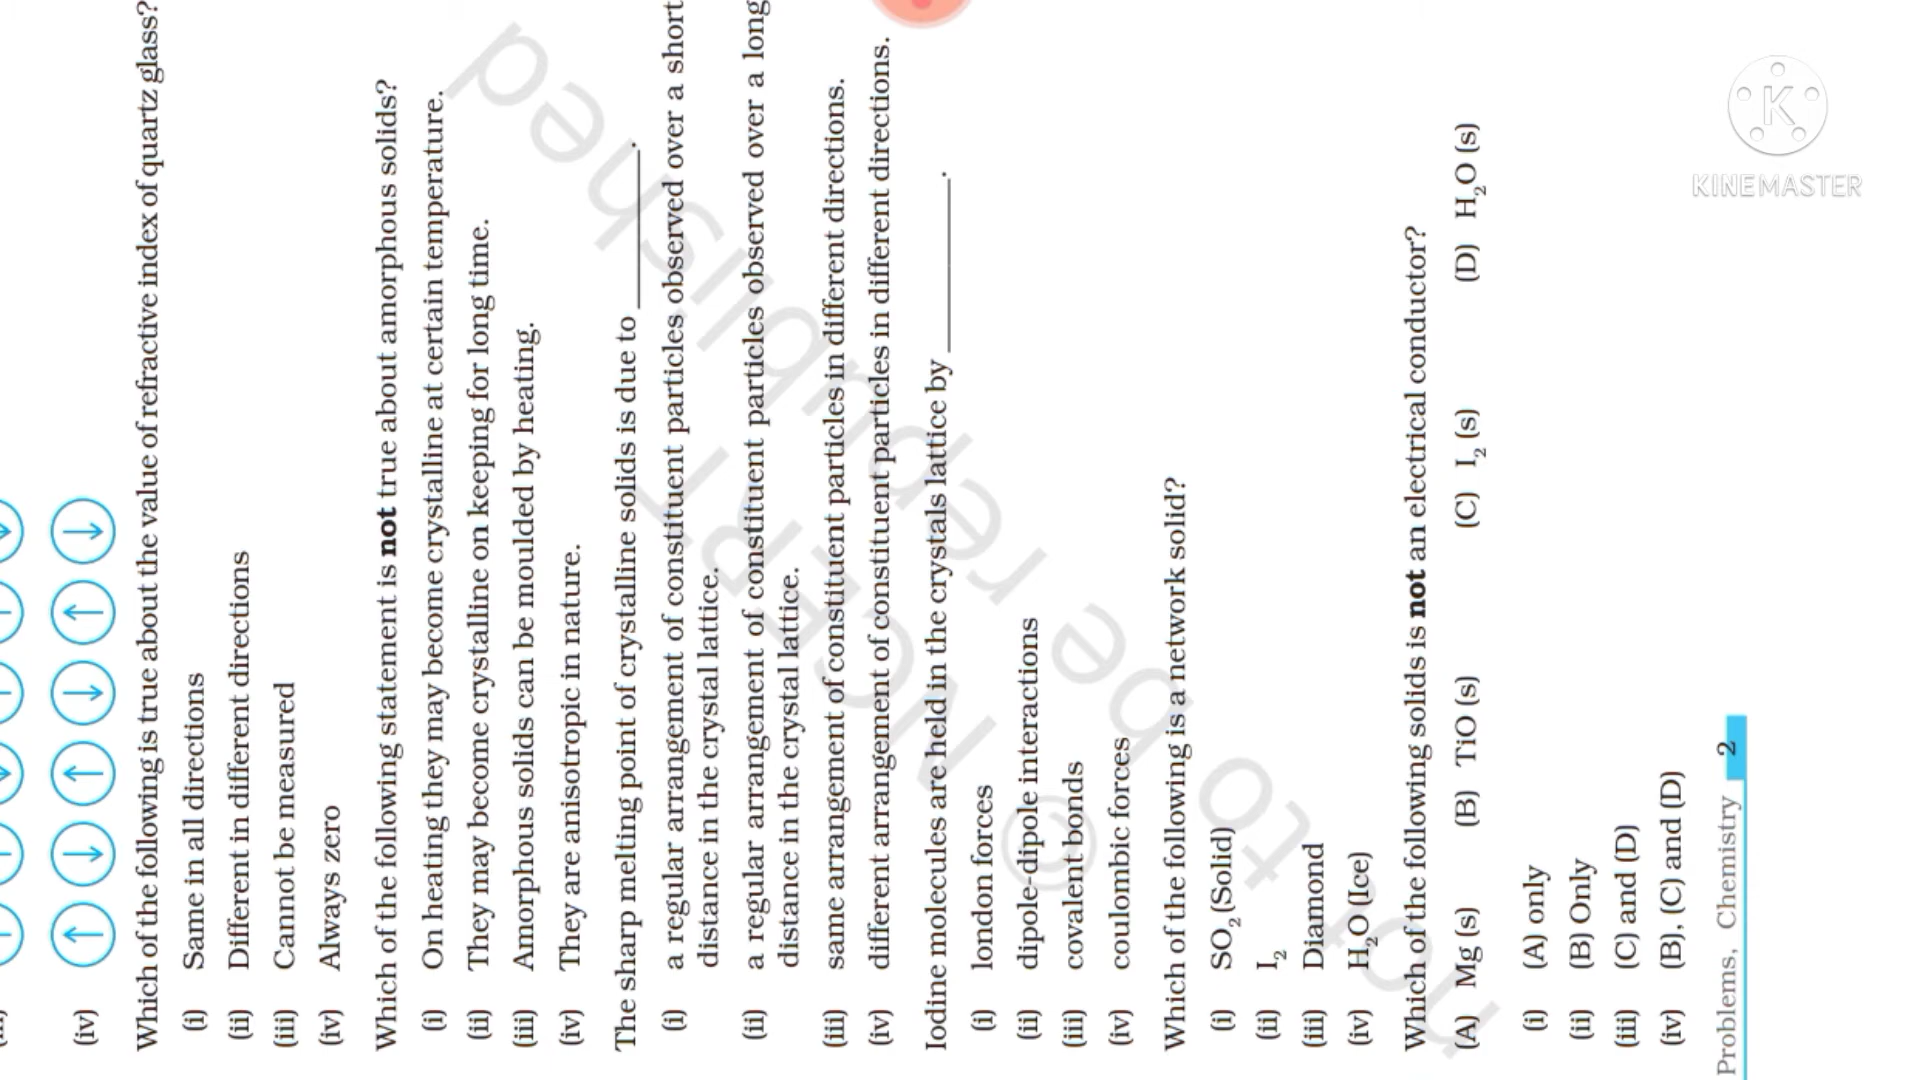 (iv) ↑ ↓ ↑ ↓ ↑ ↓
Which of the following is true about the value of refractive index of quartz glass?
(i) Same in all directions
(ii) Different in different directions
(iii) Cannot be measured
(iv) Always zero
Which of the following statement is not true about amorphous solids?
(i) On heating they may become crystalline at certain temperature.
(ii) They may become crystalline on keeping for long time.
(iii) Amorphous solids can be moulded by heating.
(iv) They are anisotropic in nature.
The sharp melting point of crystalline solids is due to ___________.
(i) a regular arrangement of constituent particles observed over a short
distance in the crystal lattice.
(ii) a regular arrangement of constituent particles observed over a long
distance in the crystal lattice.
(iii) same arrangement of constituent particles in different directions.
(iv) different arrangement of constituent particles in different directions.
Iodine molecules are held in the crystals lattice by ____________.
(i) london forces
(ii) dipole-dipole interactions
(iii) covalent bonds
(iv) coulombic forces
Which of the following is a network solid?
(i) SO₂ (Solid)
(ii) I₂
(iii) Diamond
(iv) H₂O (Ice)
Which of the following solids is not an electrical conductor?
(A) Mg (s) (B) TiO (s) (C) I₂ (s) (D) H₂O (s)
(i) (A) only
(ii) (B) Only
(iii) (C) and (D)
(iv) (B), (C) and (D)
Problems, Chemistry 2
© NCERT
not to be republished
K
KINEMASTER